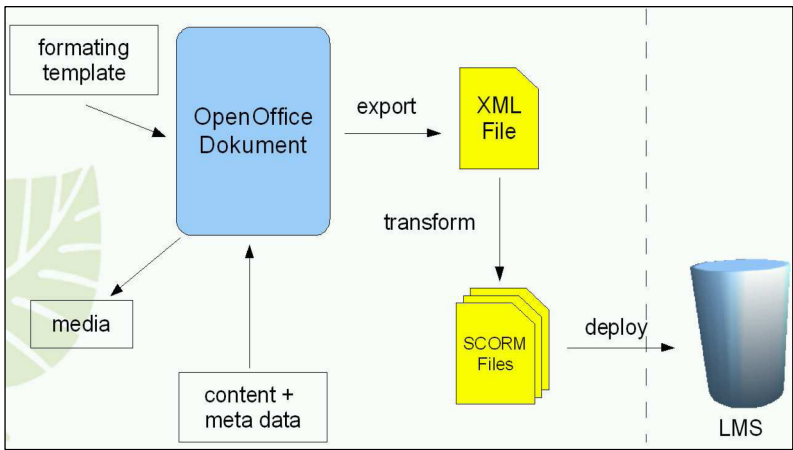 formating
template
OpenOffice
Dokument
export
XML
File
transform
media
SCORM
Files
deploy
content +
meta data
LMS